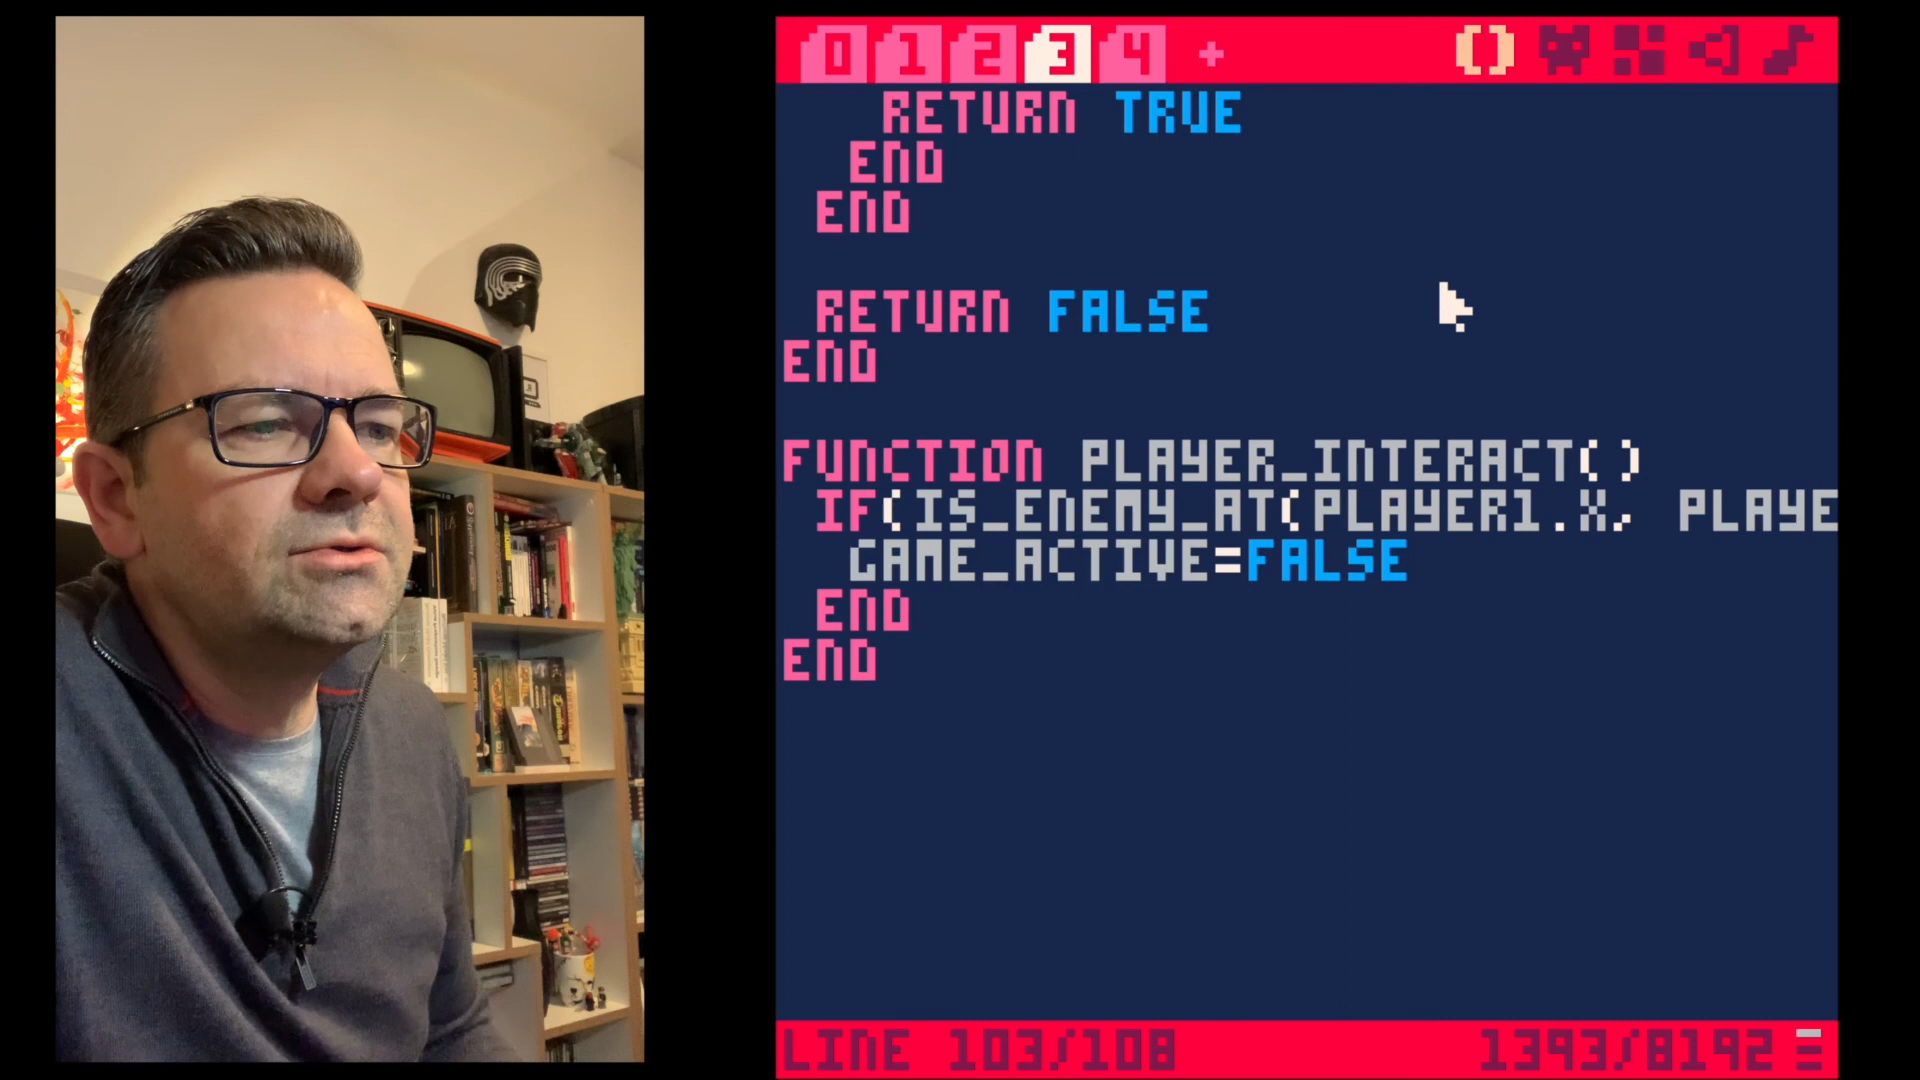 0 1 2 3 4 +
RETURN TRUE
END
END
RETURN FALSE
END
FUNCTION PLAYER_INTERACT()
IF(IS_ENEMY_AT(PLAYER1.X, PLAYE
GAME_ACTIVE=FALSE
END
END
LINE 103/108 1393/8192